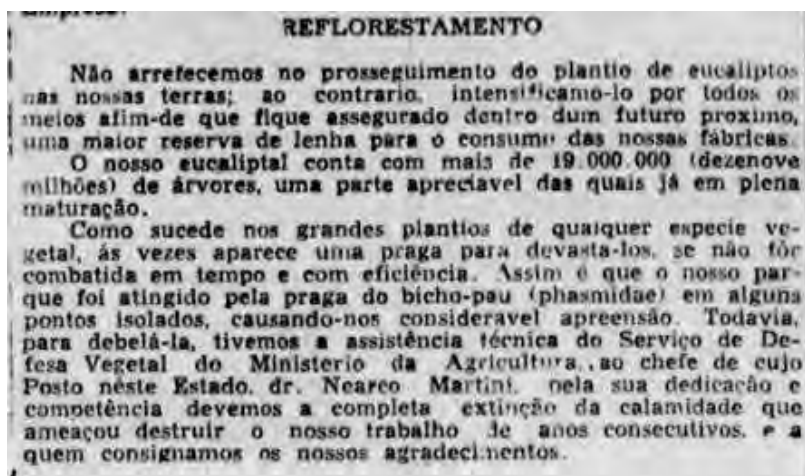 Empresa.
REFLORESTAMENTO
Não arrefecemos no prosseguimento do plantio de eucaliptos
nas nossas terras; ao contrario, intensificamo-lo por todos os
meios afim-de que fique assegurado dentro dum futuro proximo,
uma maior reserva de lenha para o consumo das nossas fábricas.
O nosso eucaliptal conta com mais de 19.000.000 (dezenove
milhões) de árvores, uma parte apreciavel das quais já em plena
maturação.
Como sucede nos grandes plantios de qualquer especie ve-
getal, ás vezes aparece uma praga para devasta-los, se não fôr
combatida em tempo e com eficiência. Assim é que o nosso par-
que foi atingido pela praga do bicho-pau (phasmidae) em alguns
pontos isolados, causando-nos consideravel apreensão. Todavia,
para debelá-la, tivemos a assistência técnica do Serviço de De-
fesa Vegetal do Ministerio da Agricultura, ao chefe de cujo
Posto nêste Estado, dr. Nearco Martini, pela sua dedicação e
competência devemos a completa extinção da calamidade que
ameaçou destruir o nosso trabalho de anos consecutivos, e a
quem consignamos os nossos agradecimentos.